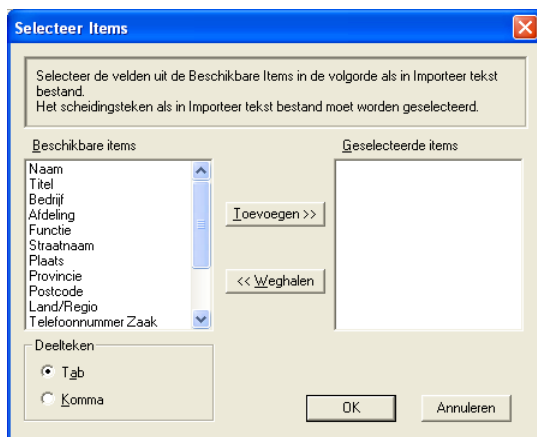 Selecteer Items
Selecteer de velden uit de Beschikbare Items in de volgorde als in Importeer tekst
bestand.
Het scheidingsteken als in Importeer tekst bestand moet worden geselecteerd.
Beschikbare items
Geselecteerde items
Naam
Titel
Bedrijf
Afdeling
Functie
Straatnaam
Plaats
Provincie
Postcode
Land/Regio
Telefoonnummer Zaak
Toevoegen >>
<< Weghalen
Deelteken
Tab
Komma
OK
Annuleren